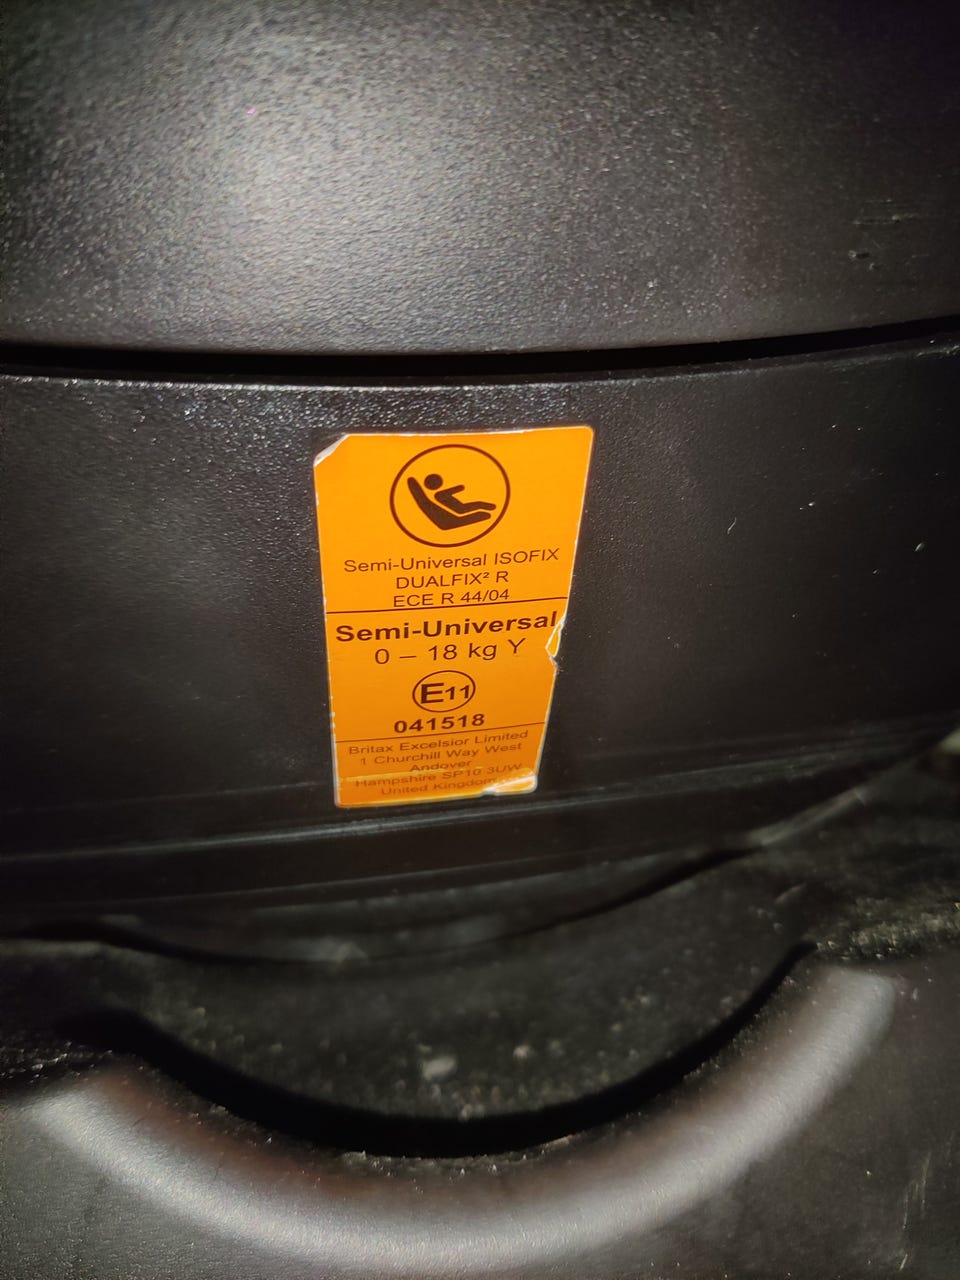 Semi-Universal ISOFIX
DUALFIX² R
ECE R 44/04
Semi-Universal
0 – 18 kg Y
E11
041518
Britax Excelsior Limited
1 Churchill Way West
Andover
Hampshire SP10 3UW
United Kingdom